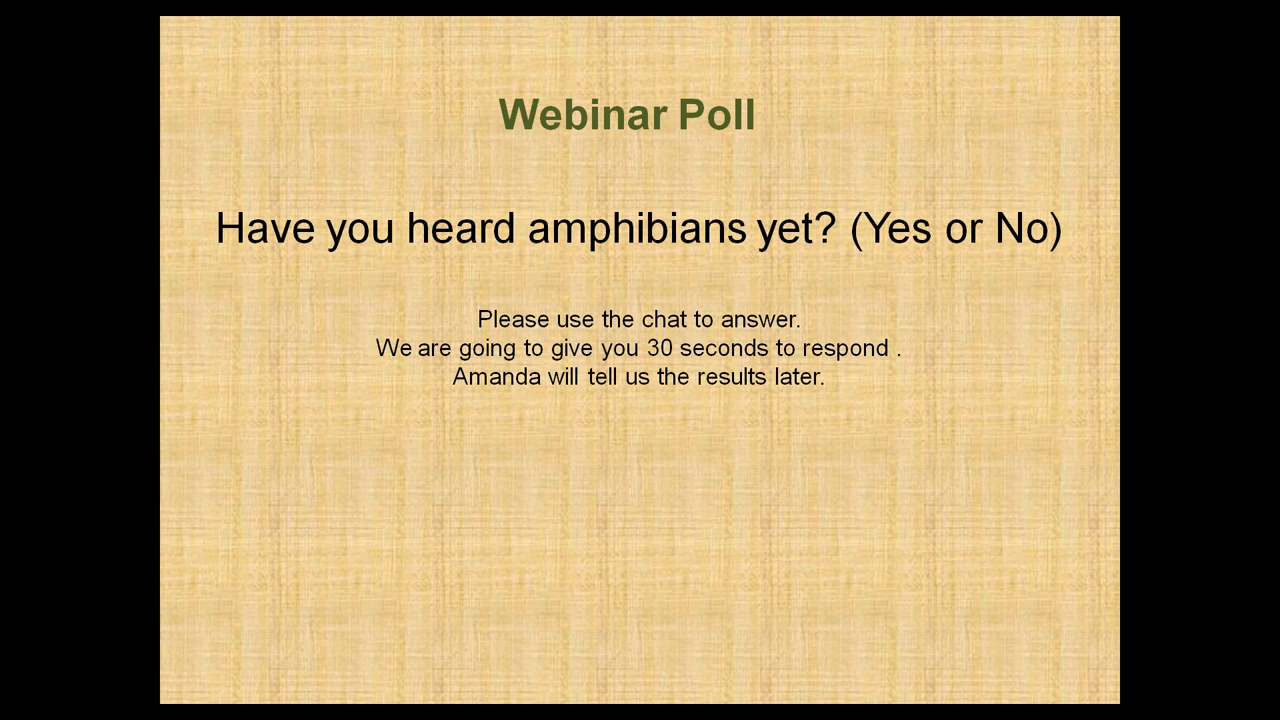 Webinar Poll
Have you heard amphibians yet? (Yes or No)
Please use the chat to answer.
We are going to give you 30 seconds to respond .
Amanda will tell us the results later.